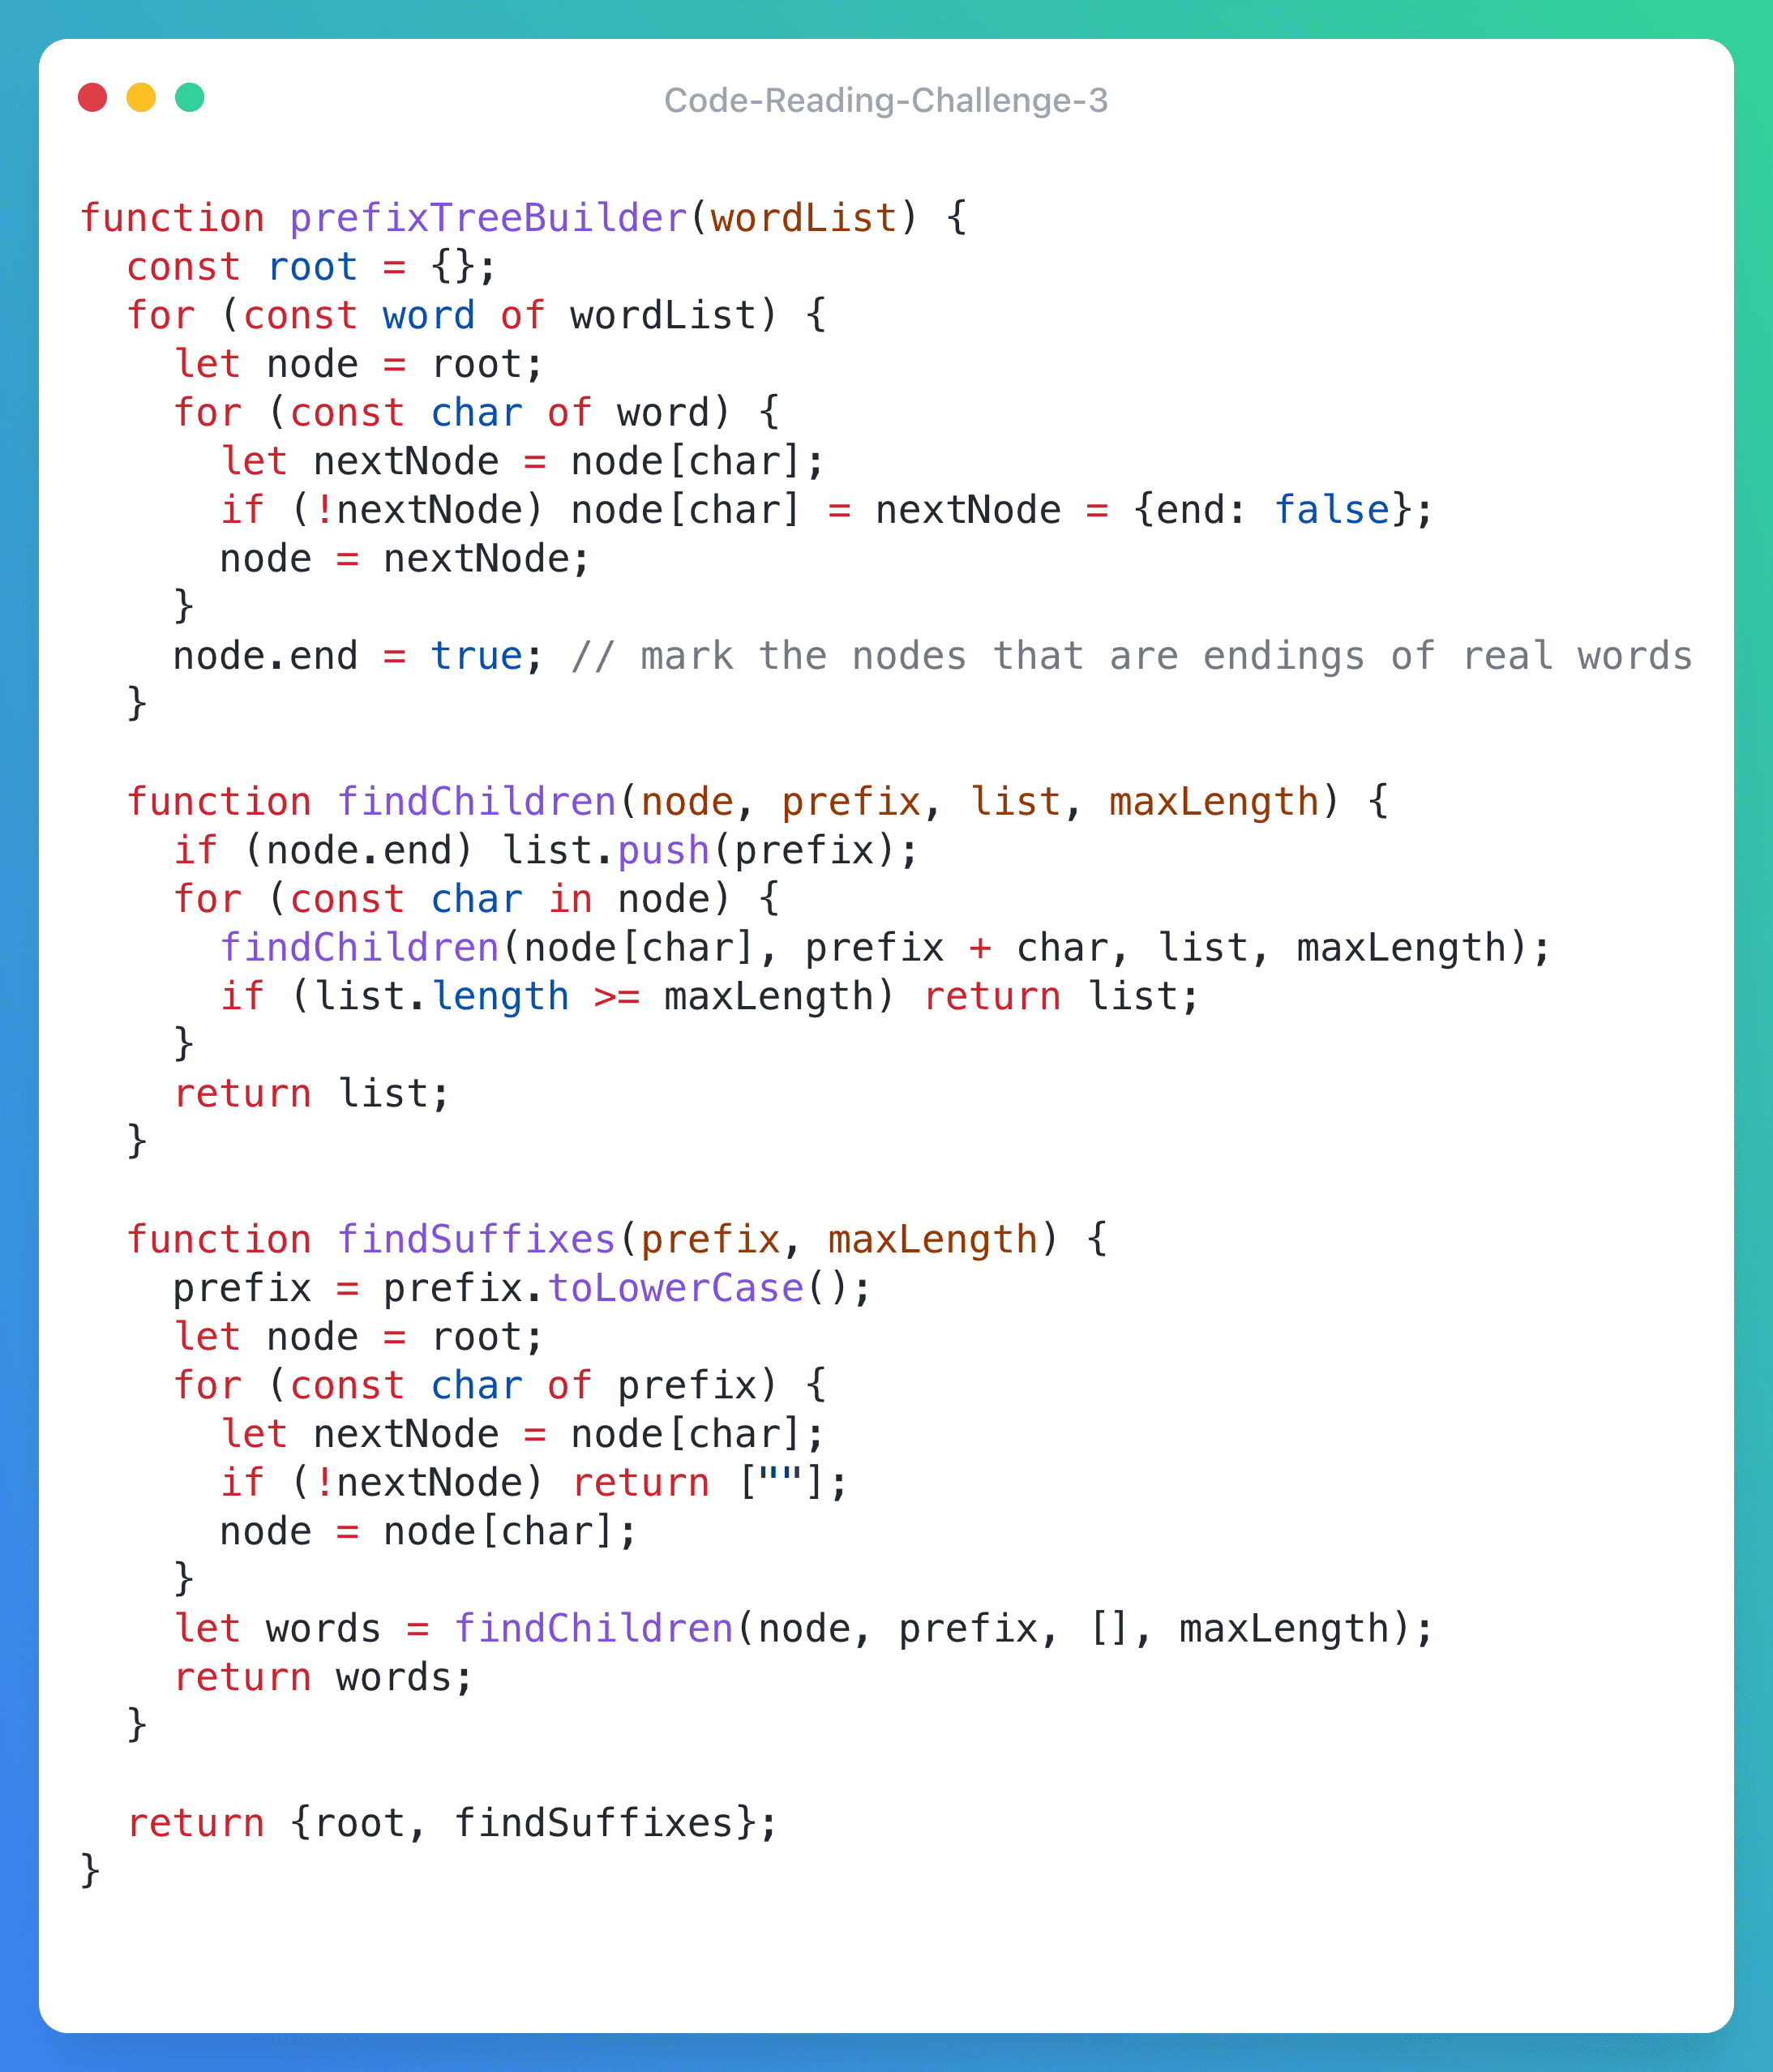 Code-Reading-Challenge-3
function prefixTreeBuilder(wordList) {
  const root = {};
  for (const word of wordList) {
    let node = root;
    for (const char of word) {
      let nextNode = node[char];
      if (!nextNode) node[char] = nextNode = {end: false};
      node = nextNode;
    }
    node.end = true; // mark the nodes that are endings of real words
  }

  function findChildren(node, prefix, list, maxLength) {
    if (node.end) list.push(prefix);
    for (const char in node) {
      findChildren(node[char], prefix + char, list, maxLength);
      if (list.length >= maxLength) return list;
    }
    return list;
  }

  function findSuffixes(prefix, maxLength) {
    prefix = prefix.toLowerCase();
    let node = root;
    for (const char of prefix) {
      let nextNode = node[char];
      if (!nextNode) return [""];
      node = node[char];
    }
    let words = findChildren(node, prefix, [], maxLength);
    return words;
  }

  return {root, findSuffixes};
}